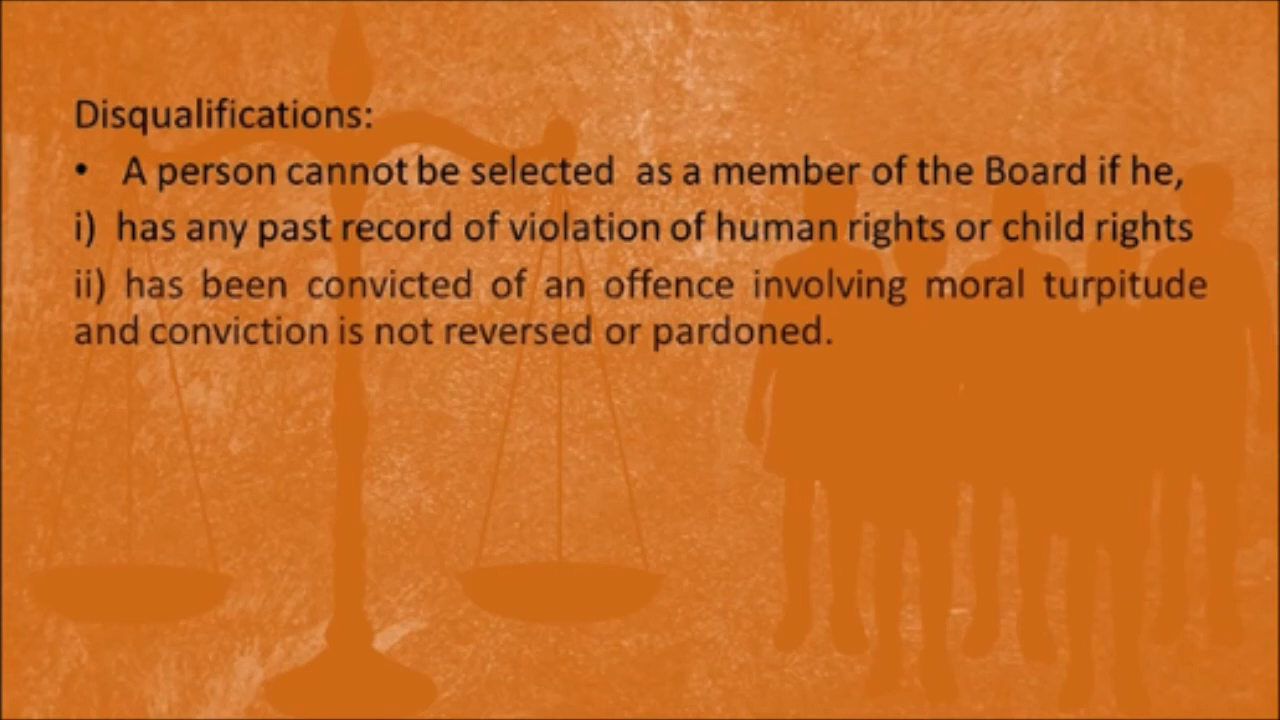 Disqualifications:
• A person cannot be selected as a member of the Board if he,
i) has any past record of violation of human rights or child rights
ii) has been convicted of an offence involving moral turpitude
and conviction is not reversed or pardoned.